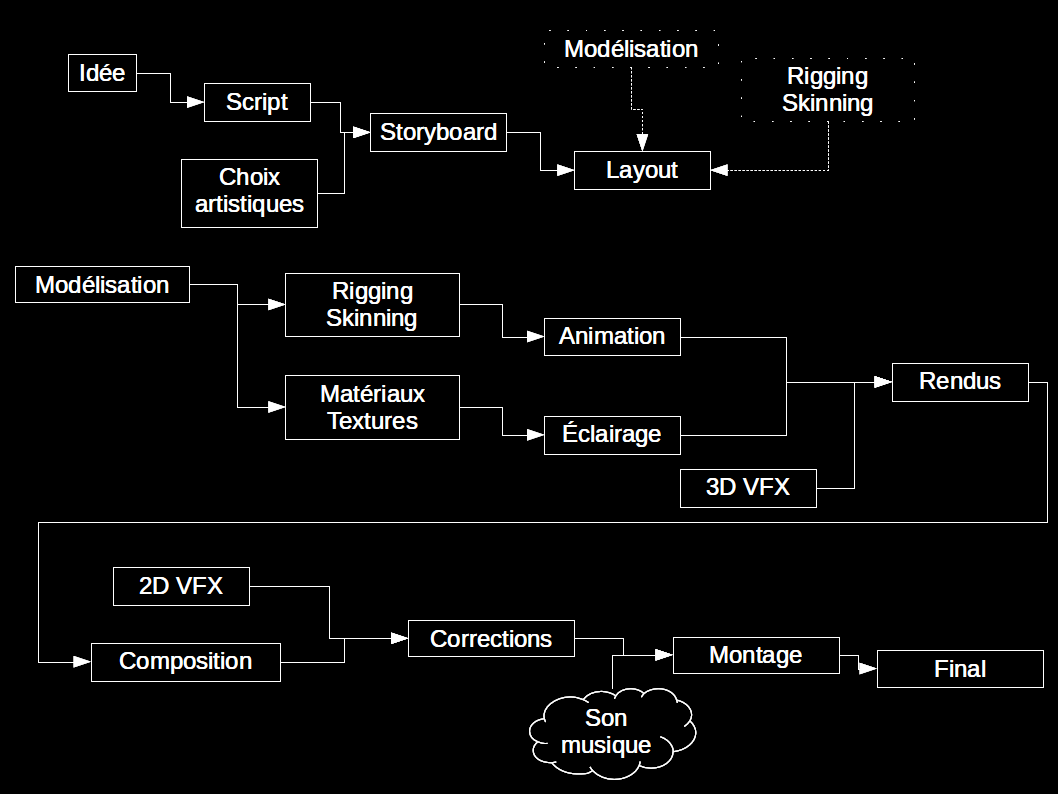 Modélisation
Idée
Rigging
Skinning
Script
Storyboard
Choix
artistiques
Layout
Modélisation
Rigging
Skinning
Animation
Matériaux
Textures
Éclairage
Rendus
3D VFX
2D VFX
Composition
Corrections
Montage
Final
Son
musique